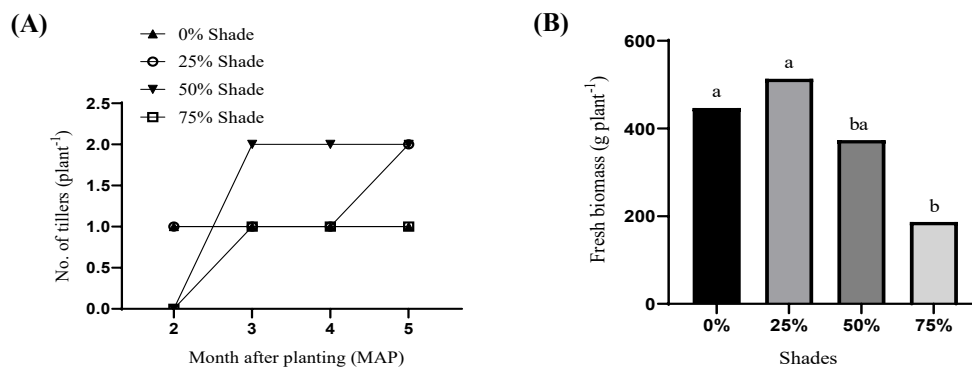 (A)
0% Shade
25% Shade
50% Shade
75% Shade
No. of tillers (plant-1)
2.5
2.0
1.5
1.0
0.5
0.0
2 3 4 5
Month after planting (MAP)
(B)
Fresh biomass (g plant-1)
600
400
200
0
a a ba b
0% 25% 50% 75%
Shades